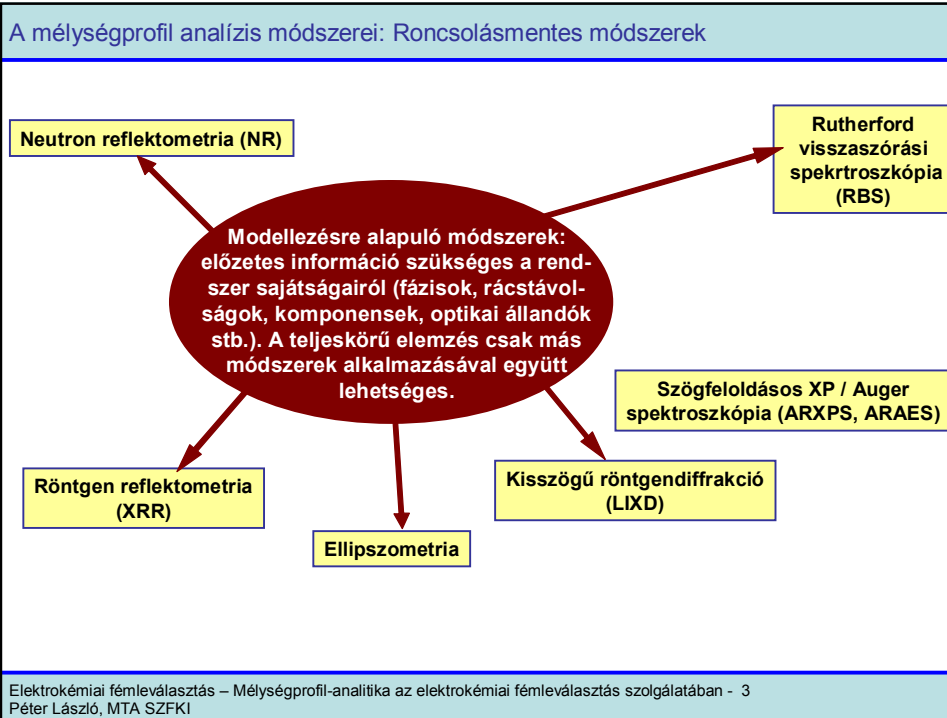 A mélységprofil analízis módszerei: Roncsolásmentes módszerek
Neutron reflektometria (NR)
Rutherford
visszaszórási
spekrtroszkópia
(RBS)
Modellezésre alapuló módszerek:
előzetes információ szükséges a rend-
szer sajátságairól (fázisok, rácstávol-
ságok, komponensek, optikai állandók
stb.). A teljeskörű elemzés csak más
módszerek alkalmazásával együtt
lehetséges.
Szögfeloldásos XP / Auger
spektroszkópia (ARXPS, ARAES)
Röntgen reflektometria
(XRR)
Kisszögű röntgendiffrakció
(LIXD)
Ellipszometria
Elektrokémiai fémleválasztás – Mélységprofil-analitika az elektrokémiai fémleválasztás szolgálatában - 3
Péter László, MTA SZFKI